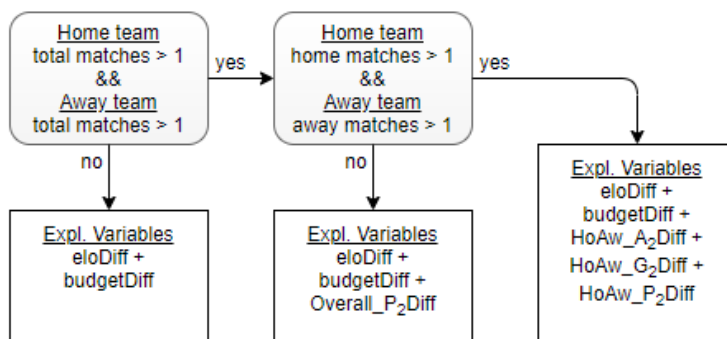 Home team
total matches > 1
&&
Away team
total matches > 1
yes
Home team
home matches > 1
&&
Away team
away matches > 1
yes
no
no
Expl. Variables
eloDiff +
budgetDiff
Expl. Variables
eloDiff +
budgetDiff +
Overall_P₂Diff
Expl. Variables
eloDiff +
budgetDiff +
HoAw_A₂Diff +
HoAw_G₂Diff +
HoAw_P₂Diff